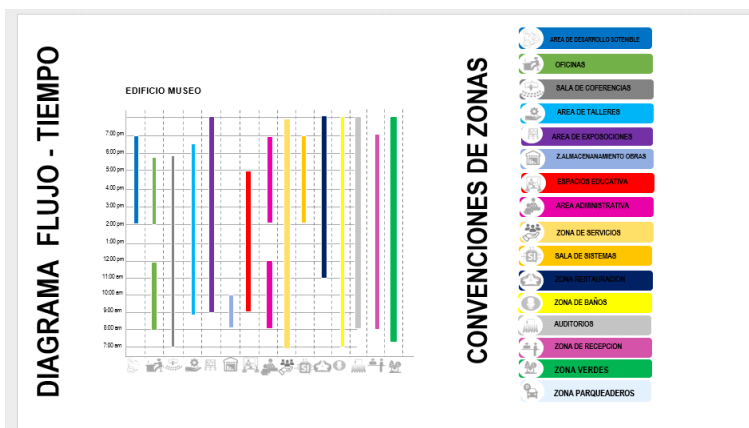 DIAGRAMA FLUJO - TIEMPO
EDIFICIO MUSEO
7:00 pm
6:00 pm
5:00 pm
4:00 pm
3:00 pm
2:00 pm
1:00 pm
12:00 pm
11:00 am
10:00 am
9:00 am
8:00 am
7:00 am
CONVENCIONES DE ZONAS
AREA DE DESARROLLO SOTENIBLE
OFICINAS
SALA DE COFERENCIAS
AREA DE TALLERES
AREA DE EXPOSOCIONES
Z.ALMACENANAMIENTO OBRAS
ESPACIOS EDUCATIVA
AREA ADMINISTRATIVA
ZONA DE SERVICIOS
SALA DE SISTEMAS
ZONA RESTAURACION
ZONA DE BAÑOS
AUDITORIOS
ZONA DE RECEPCION
ZONA VERDES
ZONA PARQUEADEROS